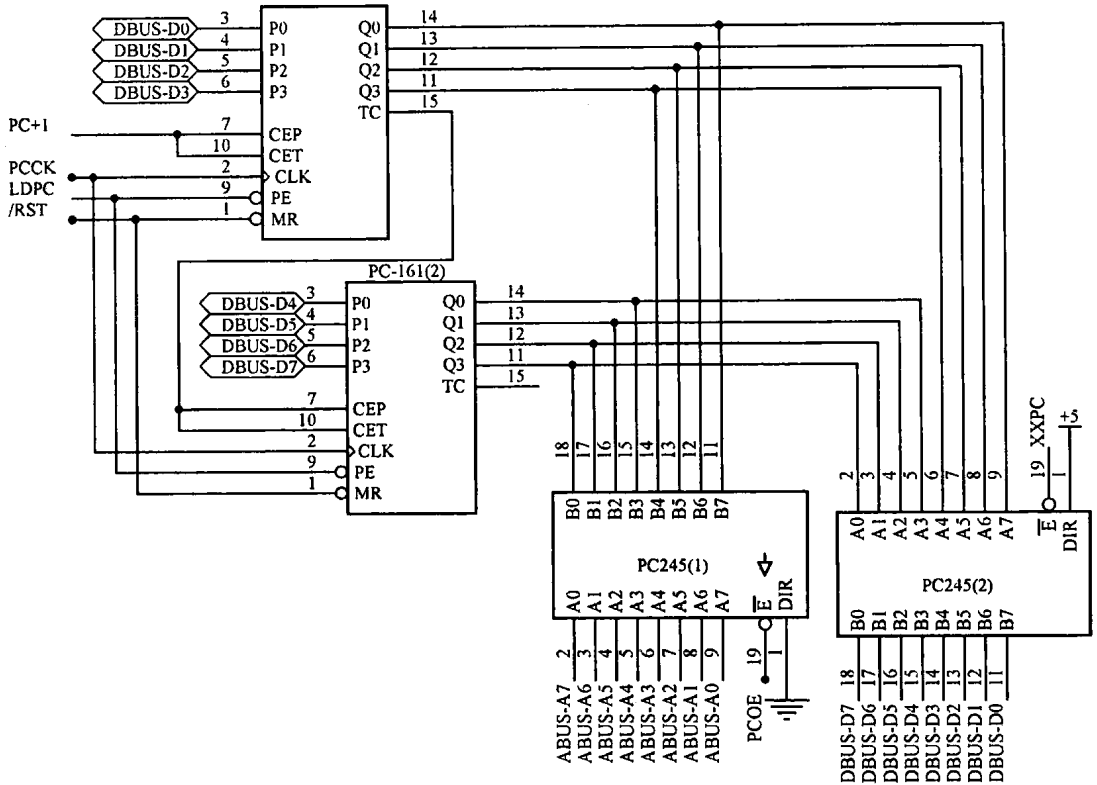 DBUS-D0 3 P0 Q0 14
DBUS-D1 4 P1 Q1 13
DBUS-D2 5 P2 Q2 12
DBUS-D3 6 P3 Q3 11
TC 15
PC+1 7 CEP
10 CET
PCCK 2 CLK
LDPC 9 PE
/RST 1 MR
PC-161(2)
DBUS-D4 3 P0 Q0 14
DBUS-D5 4 P1 Q1 13
DBUS-D6 5 P2 Q2 12
DBUS-D7 6 P3 Q3 11
TC 15
7 CEP
10 CET
2 CLK
9 PE
1 MR
18 17 16 15 14 13 12 11
B0 B1 B2 B3 B4 B5 B6 B7
PC245(1)
A0 A1 A2 A3 A4 A5 A6 A7 E DIR
2 3 4 5 6 7 8 9 19 1
ABUS-A7
ABUS-A6
ABUS-A5
ABUS-A4
ABUS-A3
ABUS-A2
ABUS-A1
ABUS-A0
PCOE
XXPC +5
2 3 4 5 6 7 8 9 19 1
A0 A1 A2 A3 A4 A5 A6 A7 E DIR
PC245(2)
B0 B1 B2 B3 B4 B5 B6 B7
18 17 16 15 14 13 12 11
DBUS-D7
DBUS-D6
DBUS-D5
DBUS-D4
DBUS-D3
DBUS-D2
DBUS-D1
DBUS-D0